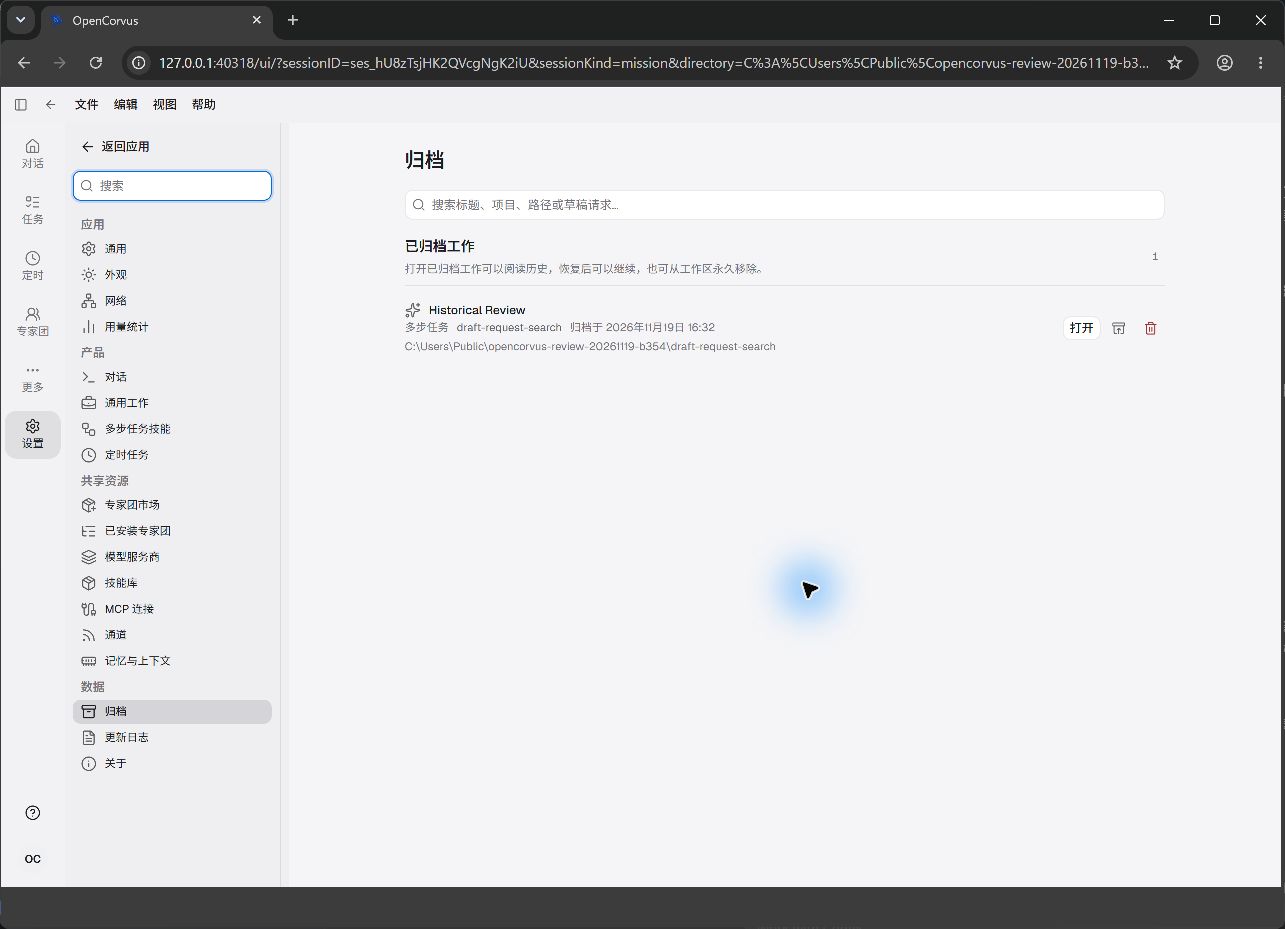 OpenCorvus
127.0.0.1:40318/ui/?sessionID=ses_hU8zTsjHK2QVcgNgK2iU&sessionKind=mission&directory=C%3A%5CUsers%5CPublic%5Copencorvus-review-20261119-b3...
文件 编辑 视图 帮助
对话
任务
定时
专家团
更多
设置
OC
返回应用
搜索
应用
通用
外观
网络
用量统计
产品
对话
通用工作
多步任务技能
定时任务
共享资源
专家团市场
已安装专家团
模型服务商
技能库
MCP 连接
通道
记忆与上下文
数据
归档
更新日志
关于
归档
搜索标题、项目、路径或草稿请求...
已归档工作
打开已归档工作可以阅读历史，恢复后可以继续，也可从工作区永久移除。
1
Historical Review
多步任务 draft-request-search 归档于 2026年11月19日 16:32
C:\Users\Public\opencorvus-review-20261119-b354\draft-request-search
打开